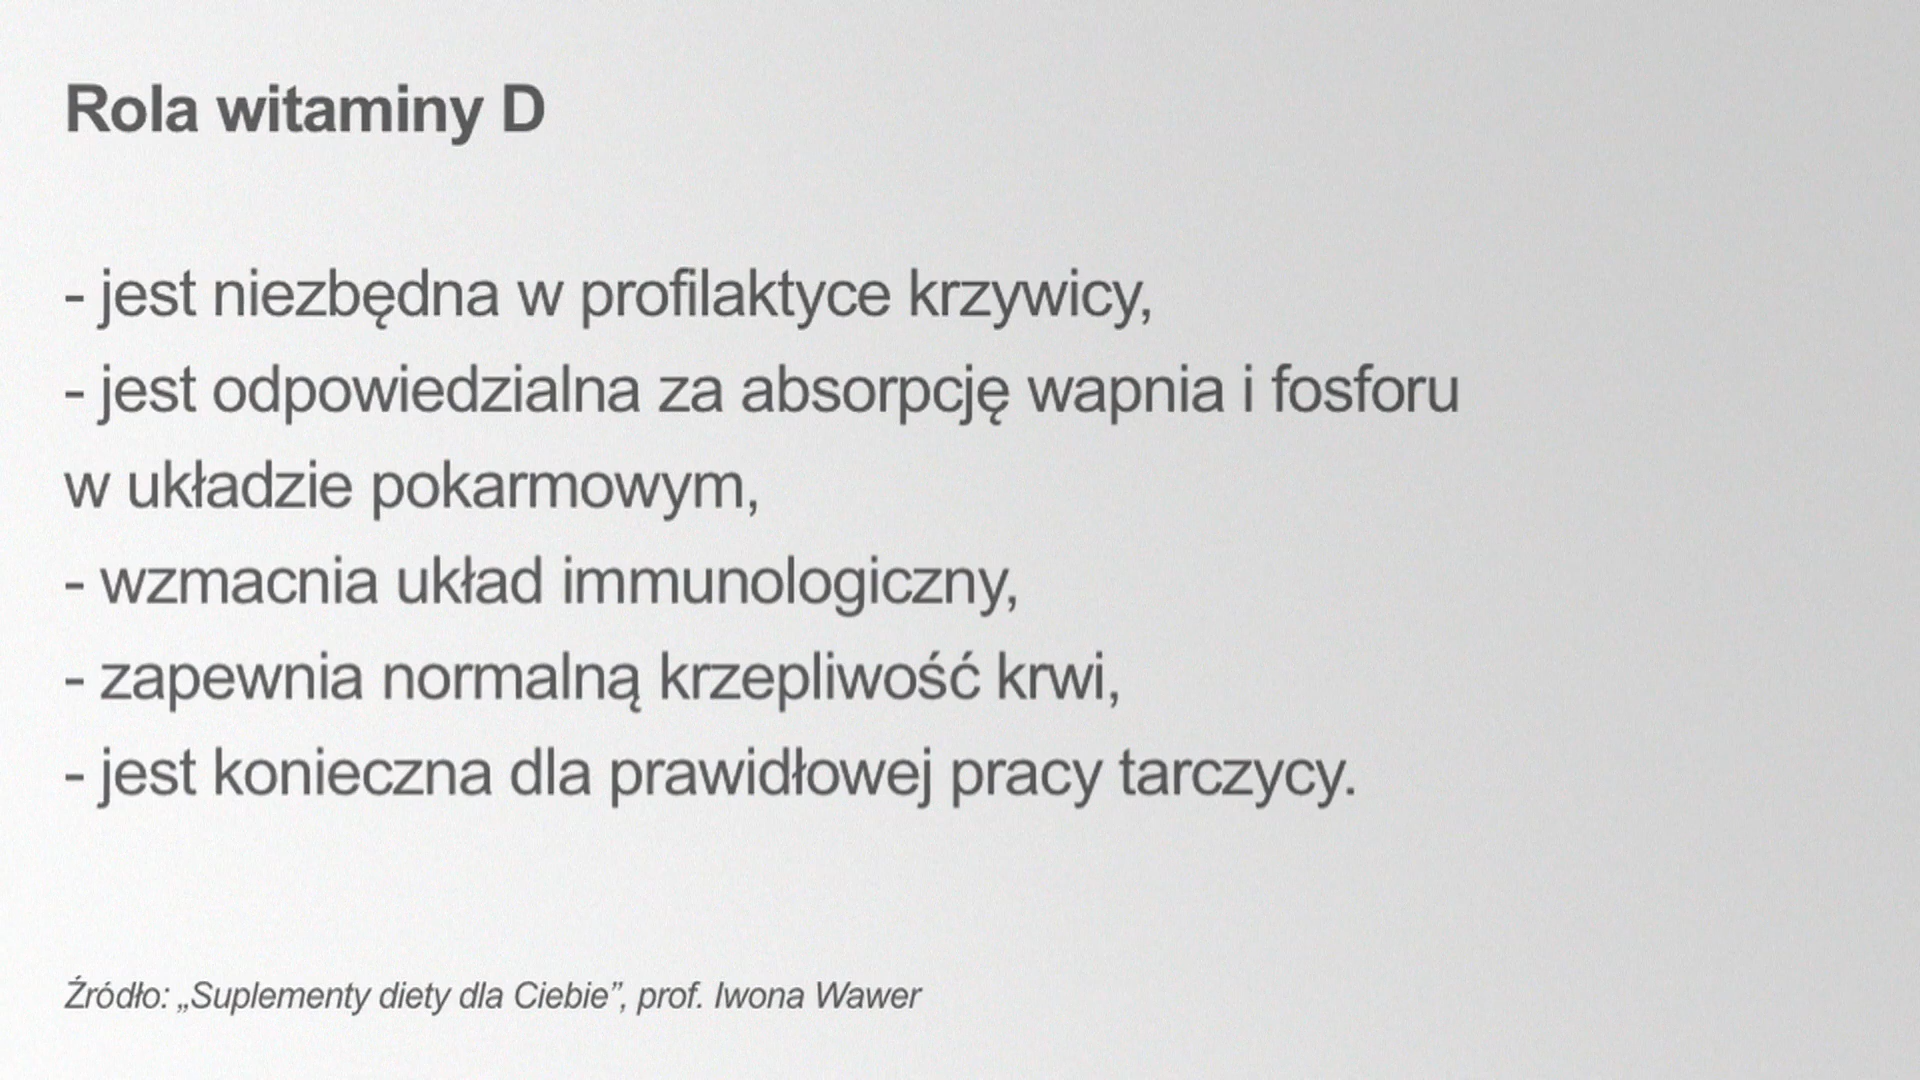 Rola witaminy D
- jest niezbędna w profilaktyce krzywicy,
- jest odpowiedzialna za absorpcję wapnia i fosforu
w układzie pokarmowym,
- wzmacnia układ immunologiczny,
- zapewnia normalną krzepliwość krwi,
- jest konieczna dla prawidłowej pracy tarczycy.
Źródło: „Suplementy diety dla Ciebie”, prof. Iwona Wawer